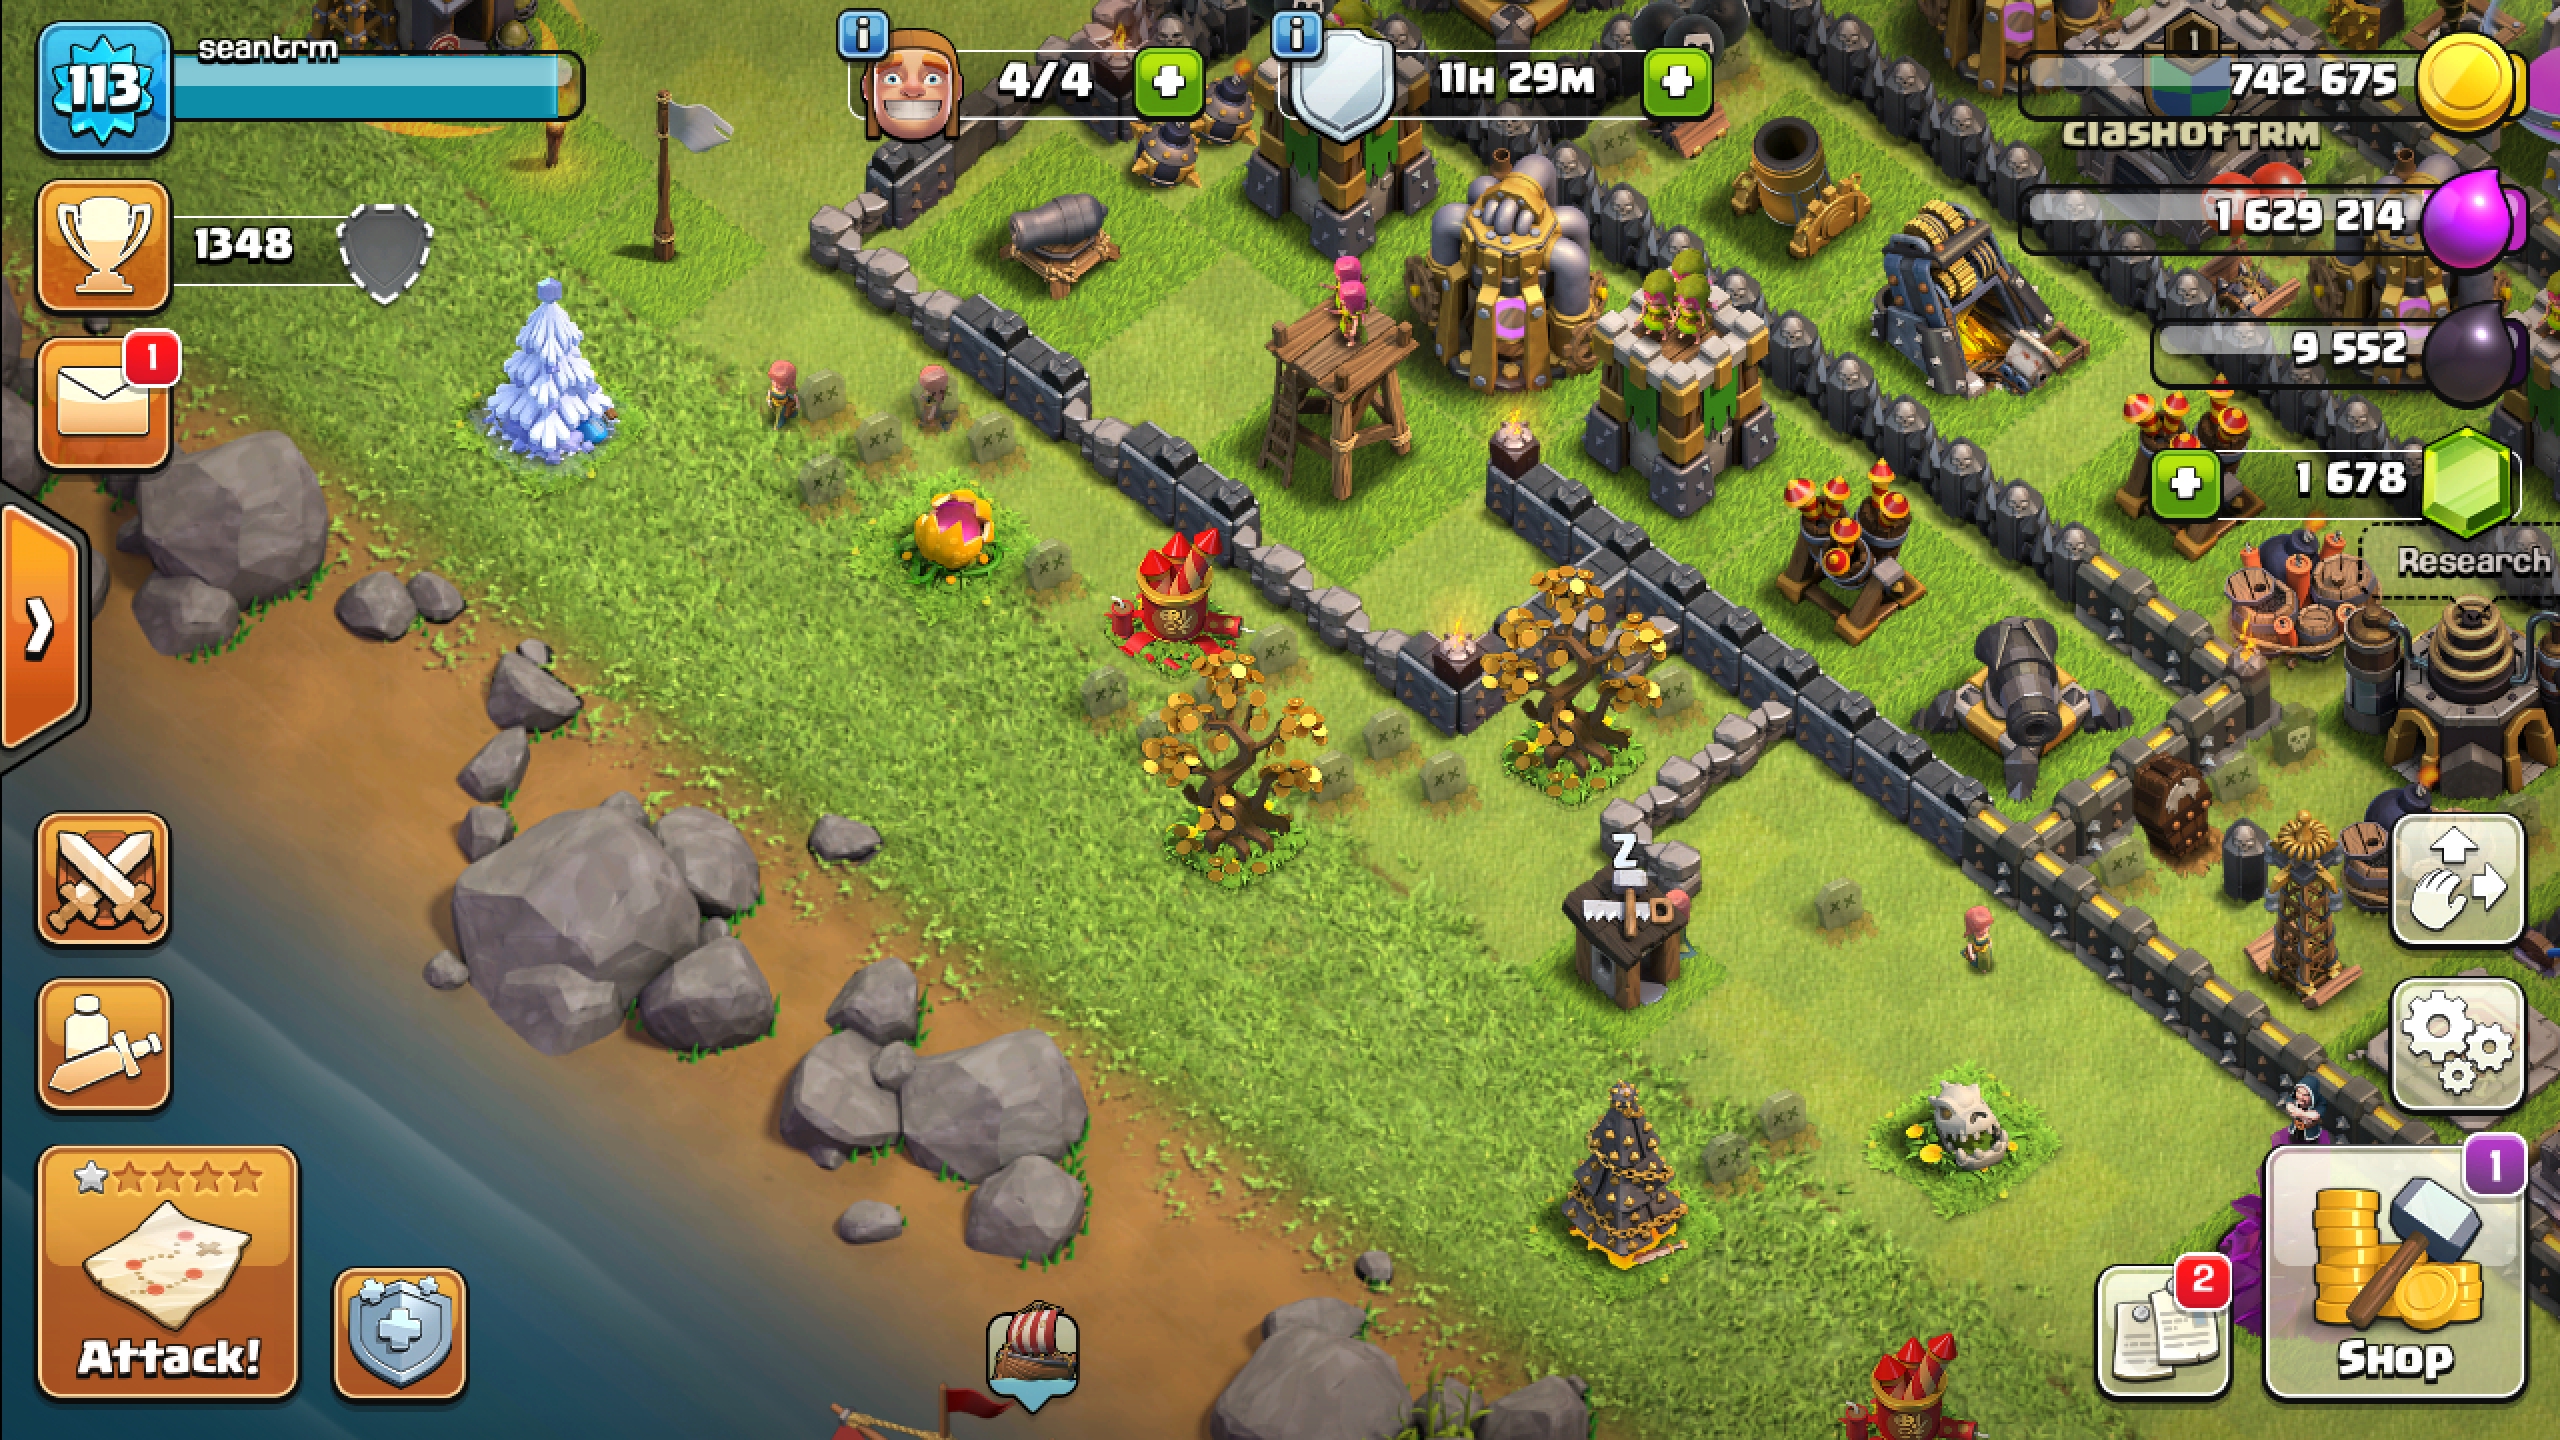 113
seantrm
i
4/4
i
11H 29M
1
742 675
clashottrm
1348
1 629 214
1
9 552
1 678
Research
Z
Attack!
1
2
Shop